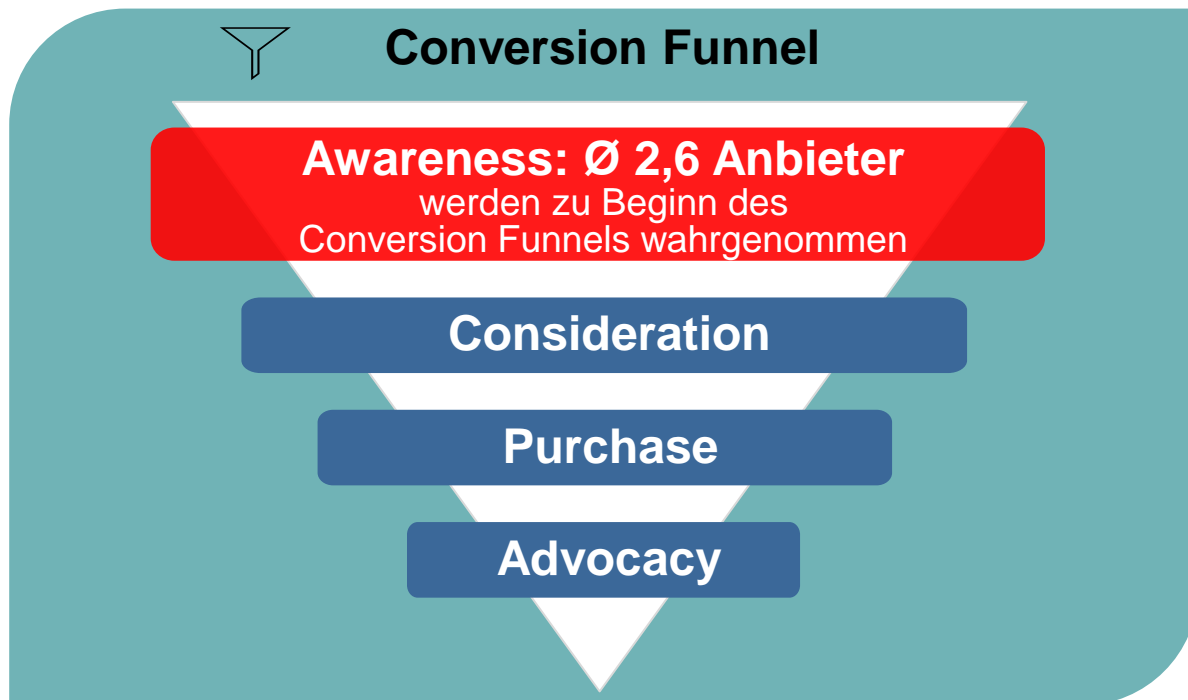 Conversion Funnel
Awareness: Ø 2,6 Anbieter
werden zu Beginn des
Conversion Funnels wahrgenommen
Consideration
Purchase
Advocacy